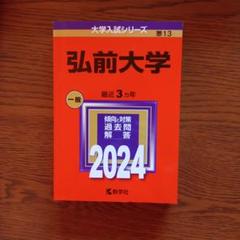 大学入試シリーズ
13
弘前大学
一般
最近3カ年
傾向と対策
過去問
解答
2024
教学社